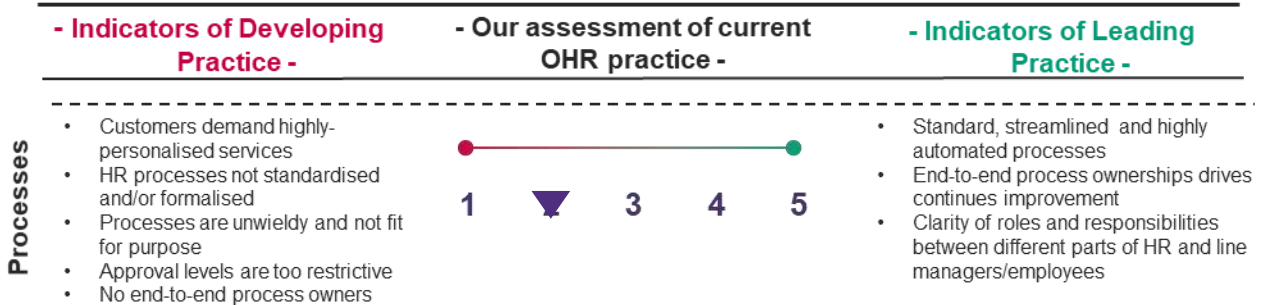 - Indicators of Developing
Practice -
- Our assessment of current
OHR practice -
- Indicators of Leading
Practice -
Processes
• Customers demand highly-
personalised services
• HR processes not standardised
and/or formalised
• Processes are unwieldy and not fit
for purpose
• Approval levels are too restrictive
• No end-to-end process owners
1 2 3 4 5
• Standard, streamlined and highly
automated processes
• End-to-end process ownerships drives
continues improvement
• Clarity of roles and responsibilities
between different parts of HR and line
managers/employees